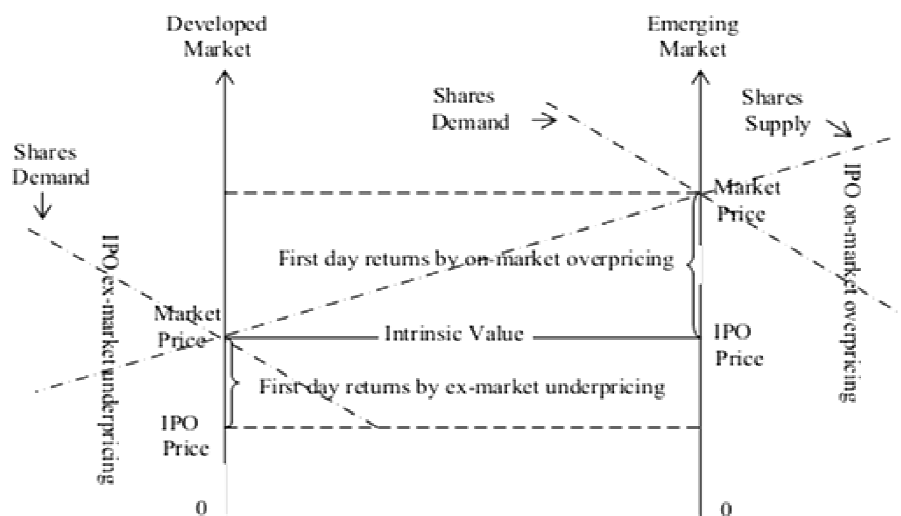 Developed
Market
Emerging
Market
Shares
Demand
Shares
Supply
Shares
Demand
Market
Price
IPO on-market overpricing
First day returns by on-market overpricing
IPO ex-market underpricing
Market
Price
Intrinsic Value
IPO
Price
First day returns by ex-market underpricing
IPO
Price
0
0